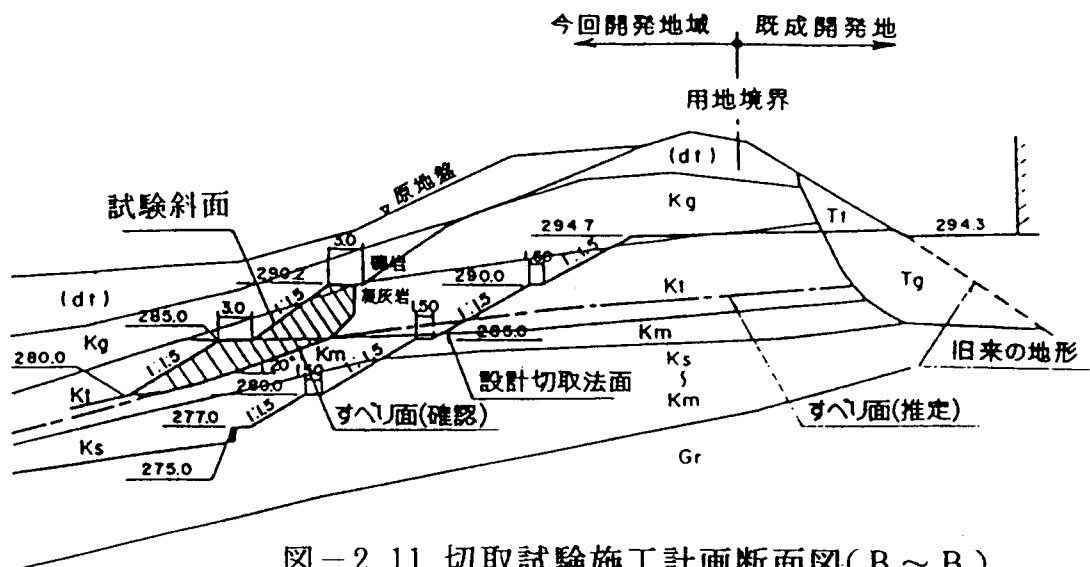 今回開発地域 既成開発地
用地境界
(dt)
原地盤
試験斜面
Kg
Tt
3.0
礫岩
294.7
294.3
1.50
1:1.5
290.2
凝灰岩
290.0
(dt)
1:1.5
Kt
Tg
3.0
1:1.5
285.0
1.50
285.0
Kg
Km
Km
旧来の地形
280.0
1:1.5
20°
1:1.5
Ks
設計切取法面
Kt
1.50
280.0
〜
Km
277.0
1:1.5
すべり面(確認)
すべり面(推定)
Ks
Gr
275.0
図-2.11 切取試験施工計画断面図(B~B)